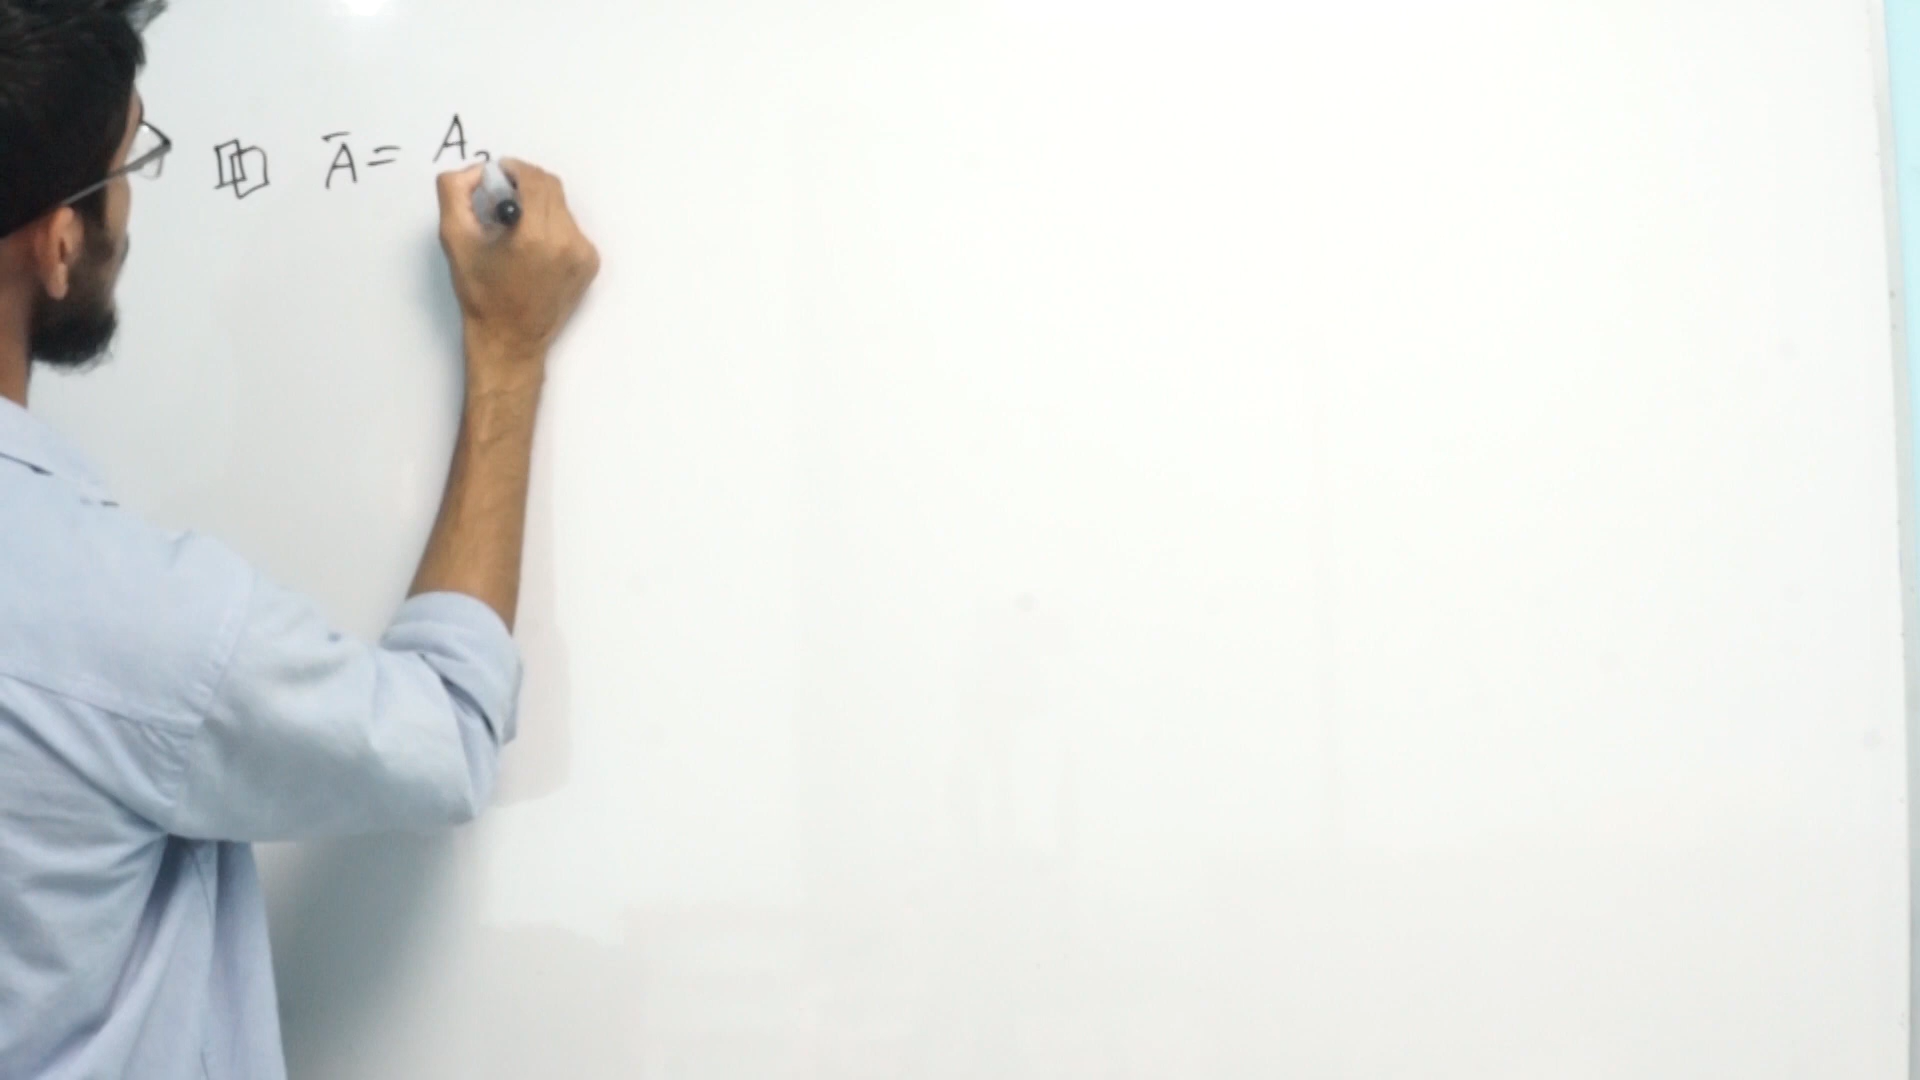 Ā = A